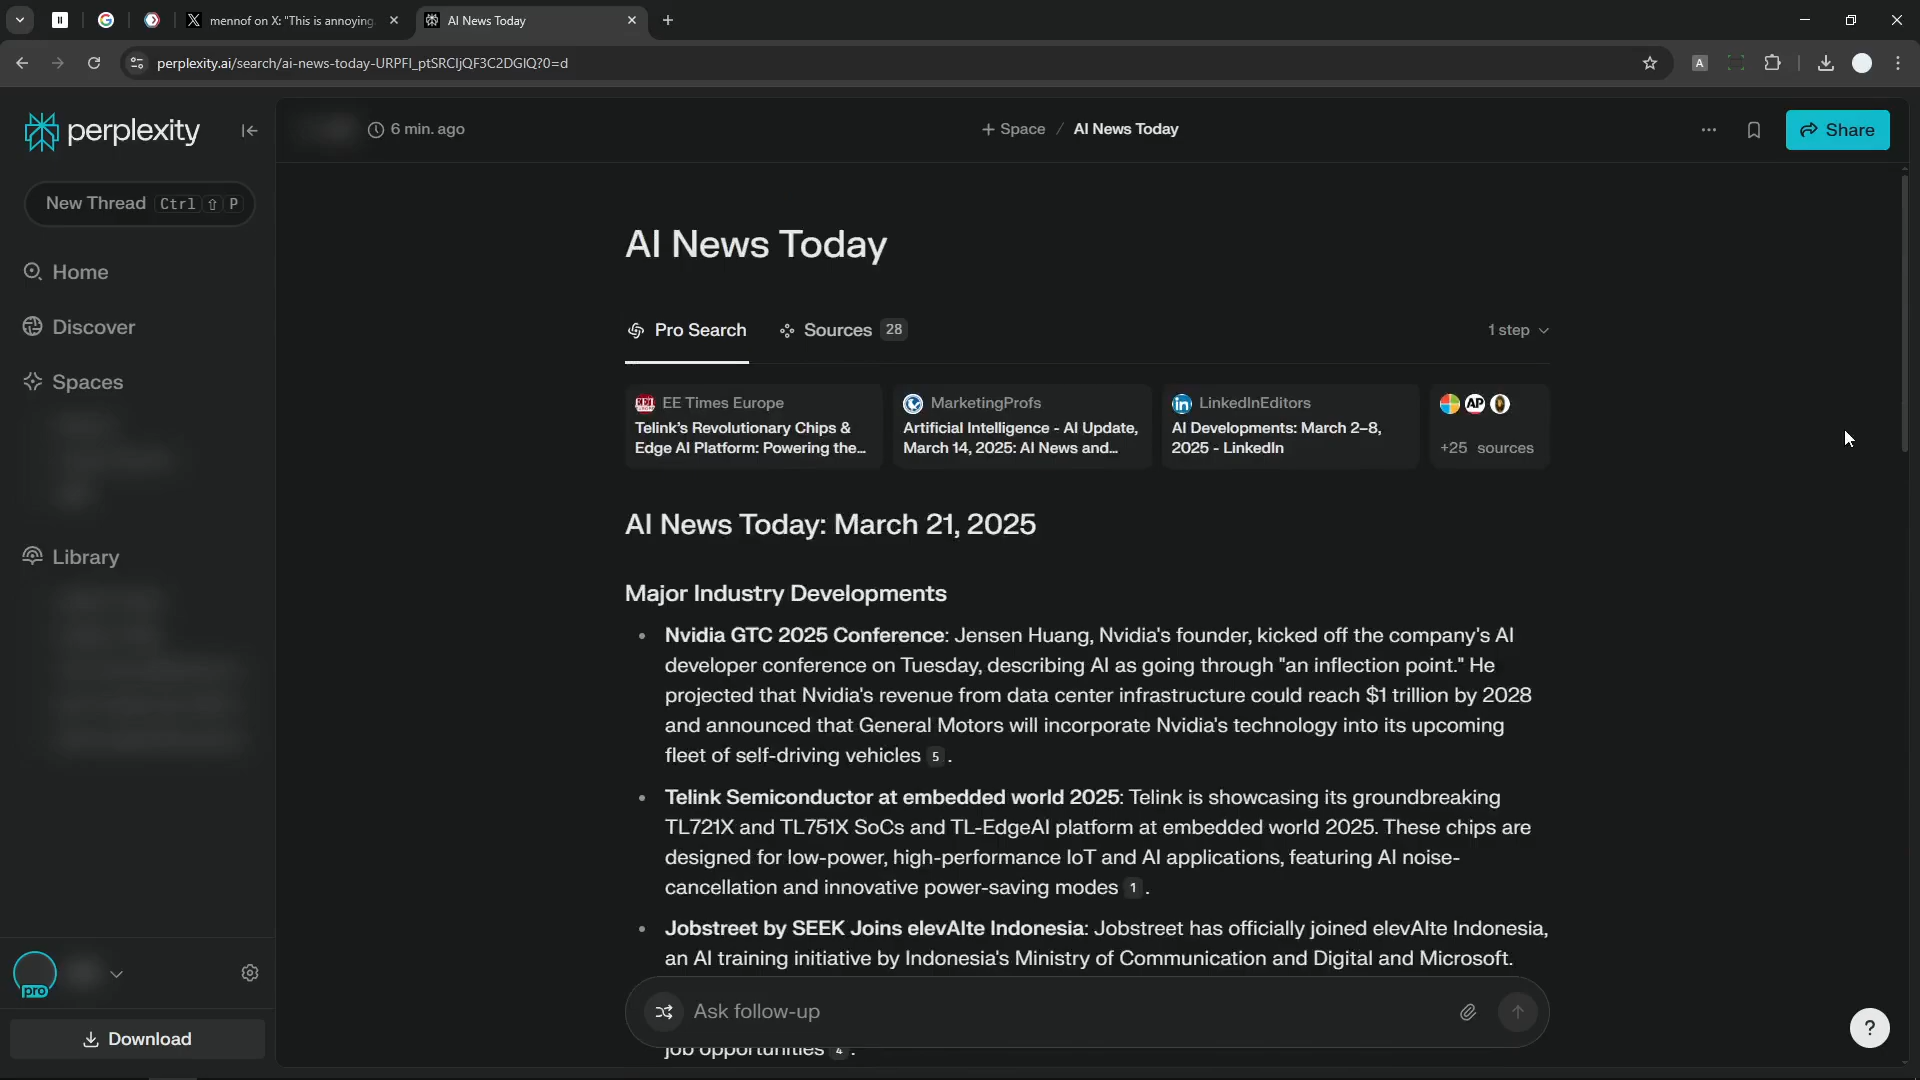 mennof on X: "This is annoying
AI News Today
perplexity.ai/search/ai-news-today-URPFI_ptSRCIjQF3C2DGIQ?0=d
A
perplexity
6 min. ago
+ Space / AI News Today
Share
New Thread Ctrl ⇧ P
Home
Discover
Spaces
Library
pro
Download
AI News Today
Pro Search
Sources 28
1 step
EE Times Europe
Telink's Revolutionary Chips &
Edge AI Platform: Powering the...
MarketingProfs
Artificial Intelligence - AI Update,
March 14, 2025: AI News and...
LinkedInEditors
AI Developments: March 2–8,
2025 - LinkedIn
AP
+25 sources
AI News Today: March 21, 2025
Major Industry Developments
• Nvidia GTC 2025 Conference: Jensen Huang, Nvidia's founder, kicked off the company's AI
developer conference on Tuesday, describing AI as going through "an inflection point." He
projected that Nvidia's revenue from data center infrastructure could reach $1 trillion by 2028
and announced that General Motors will incorporate Nvidia's technology into its upcoming
fleet of self-driving vehicles 5 .
• Telink Semiconductor at embedded world 2025: Telink is showcasing its groundbreaking
TL721X and TL751X SoCs and TL-EdgeAI platform at embedded world 2025. These chips are
designed for low-power, high-performance IoT and AI applications, featuring AI noise-
cancellation and innovative power-saving modes 1 .
• Jobstreet by SEEK Joins elevAIte Indonesia: Jobstreet has officially joined elevAIte Indonesia,
an AI training initiative by Indonesia's Ministry of Communication and Digital and Microsoft.
Ask follow-up
job opportunities 4 .
?